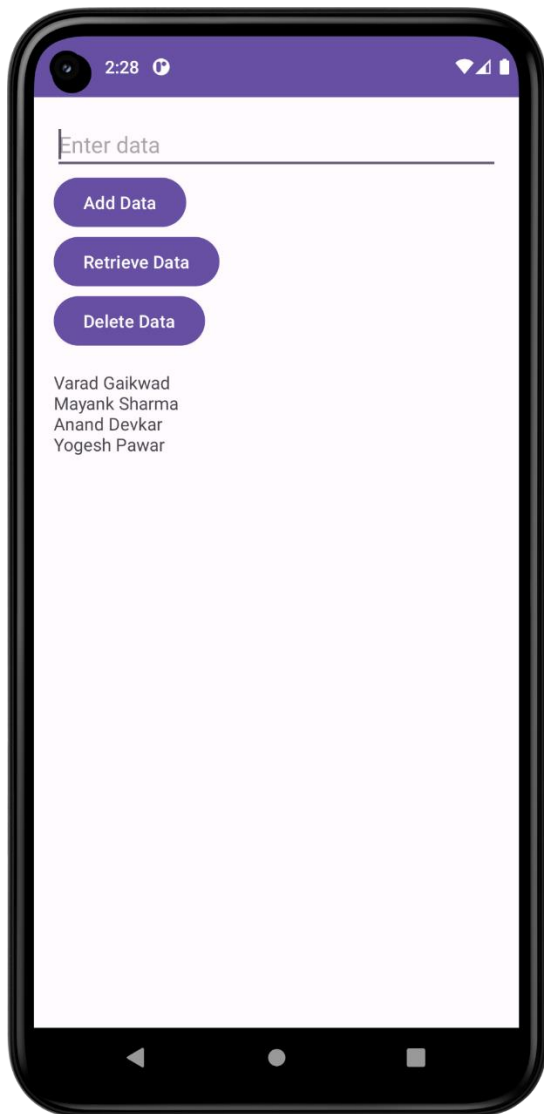 2:28
Enter data
Add Data
Retrieve Data
Delete Data
Varad Gaikwad
Mayank Sharma
Anand Devkar
Yogesh Pawar